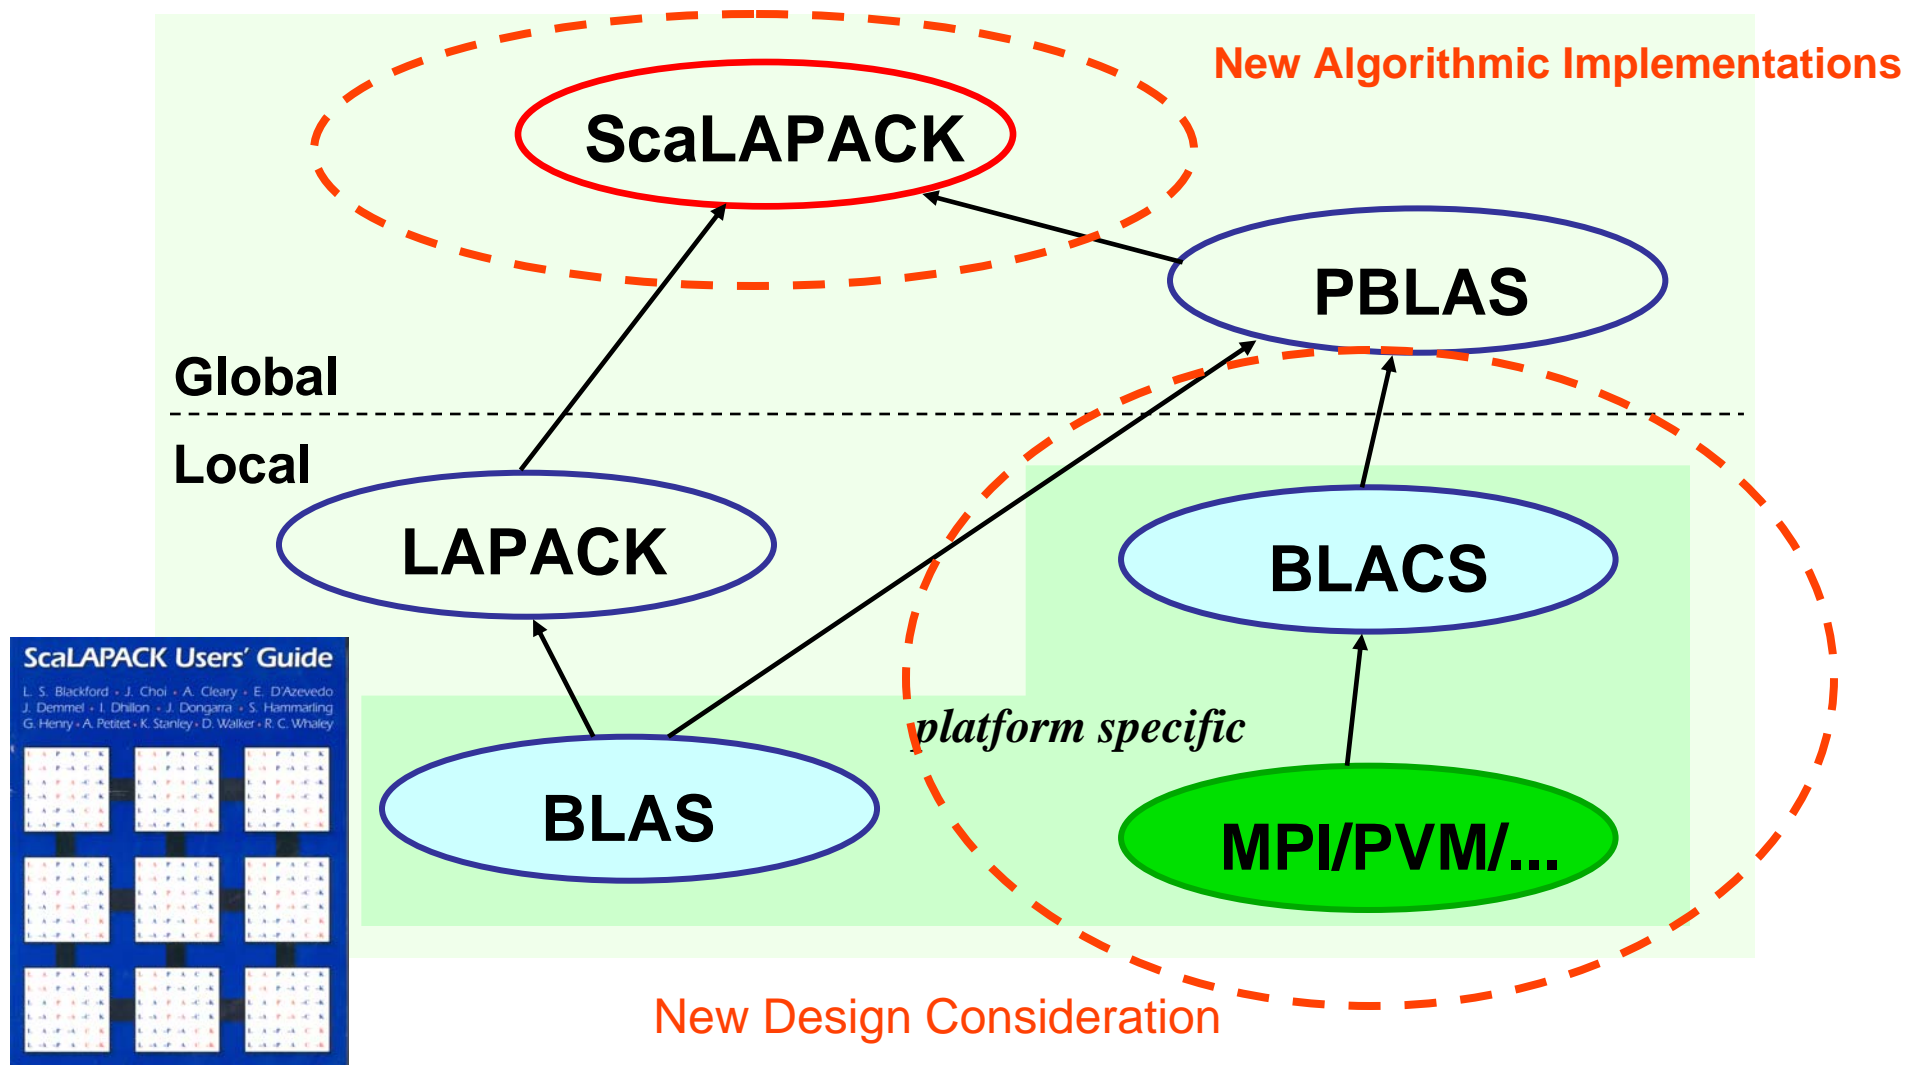 New Algorithmic Implementations
ScaLAPACK
PBLAS
Global
Local
LAPACK
BLACS
ScaLAPACK Users' Guide
L. S. Blackford • J. Choi • A. Cleary • E. D'Azevedo
J. Demmel • I. Dhillon • J. Dongarra • S. Hammarling
G. Henry • A. Petitet • K. Stanley • D. Walker • R. C. Whaley
platform specific
BLAS
MPI/PVM/...
New Design Consideration